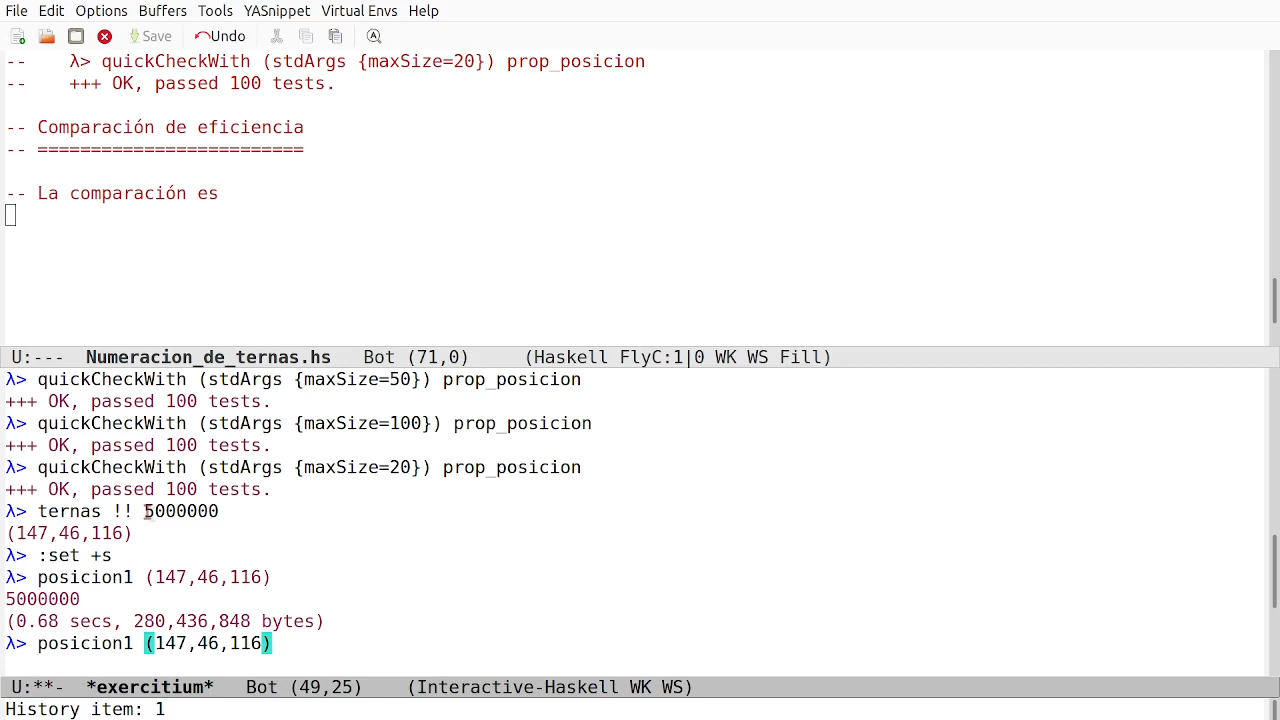 File Edit Options Buffers Tools YASnippet Virtual Envs Help
Save Undo
--    λ> quickCheckWith (stdArgs {maxSize=20}) prop_posicion
--    +++ OK, passed 100 tests.
-- Comparación de eficiencia
-- =========================
-- La comparación es
U:---  Numeracion_de_ternas.hs   Bot (71,0)     (Haskell FlyC:1|0 WK WS Fill)
λ> quickCheckWith (stdArgs {maxSize=50}) prop_posicion
+++ OK, passed 100 tests.
λ> quickCheckWith (stdArgs {maxSize=100}) prop_posicion
+++ OK, passed 100 tests.
λ> quickCheckWith (stdArgs {maxSize=20}) prop_posicion
+++ OK, passed 100 tests.
λ> ternas !! 5000000
(147,46,116)
λ> :set +s
λ> posicion1 (147,46,116)
5000000
(0.68 secs, 280,436,848 bytes)
λ> posicion1 (147,46,116)
U:**-  *exercitium*   Bot (49,25)    (Interactive-Haskell WK WS)
History item: 1